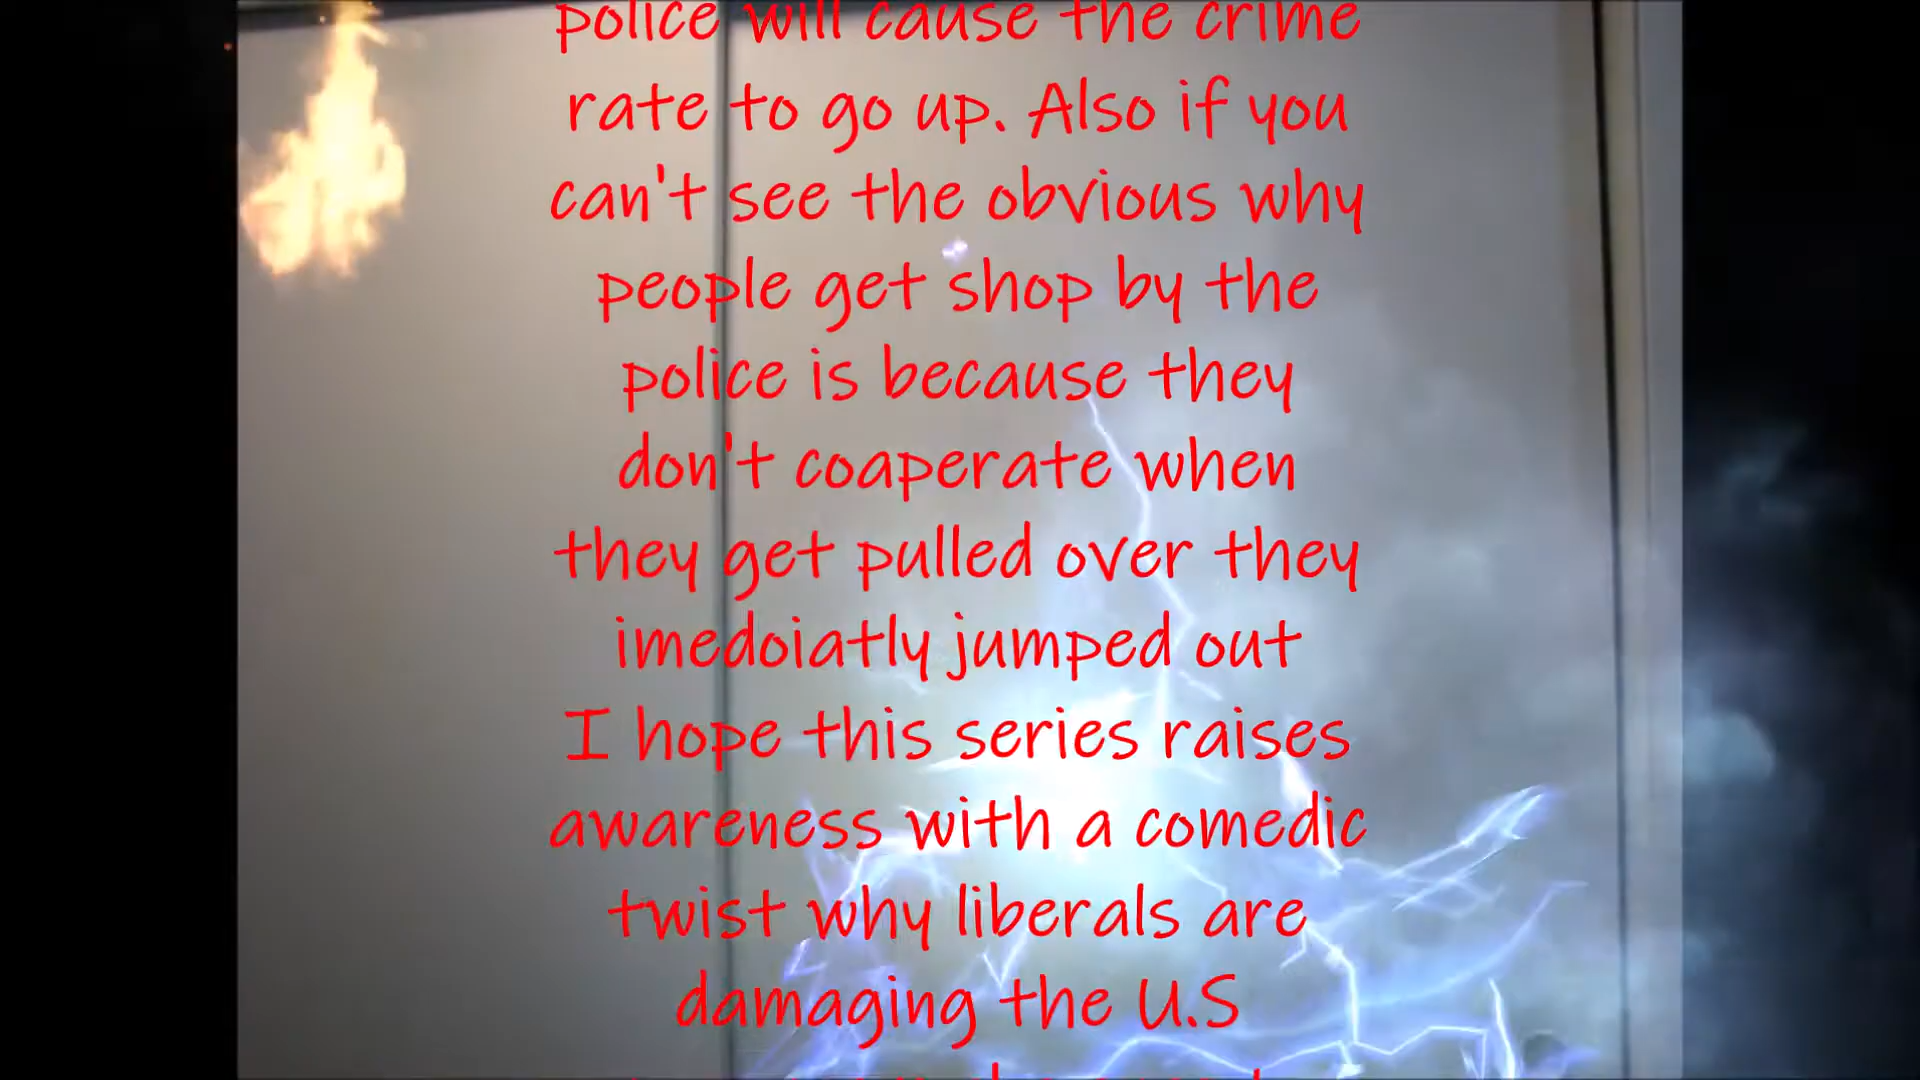 police will cause the crime
rate to go up. Also if you
can't see the obvious why
people get shop by the
police is because they
don't coaperate when
they get pulled over they
imedoiatly jumped out
I hope this series raises
awareness with a comedic
twist why liberals are
damaging the U.S